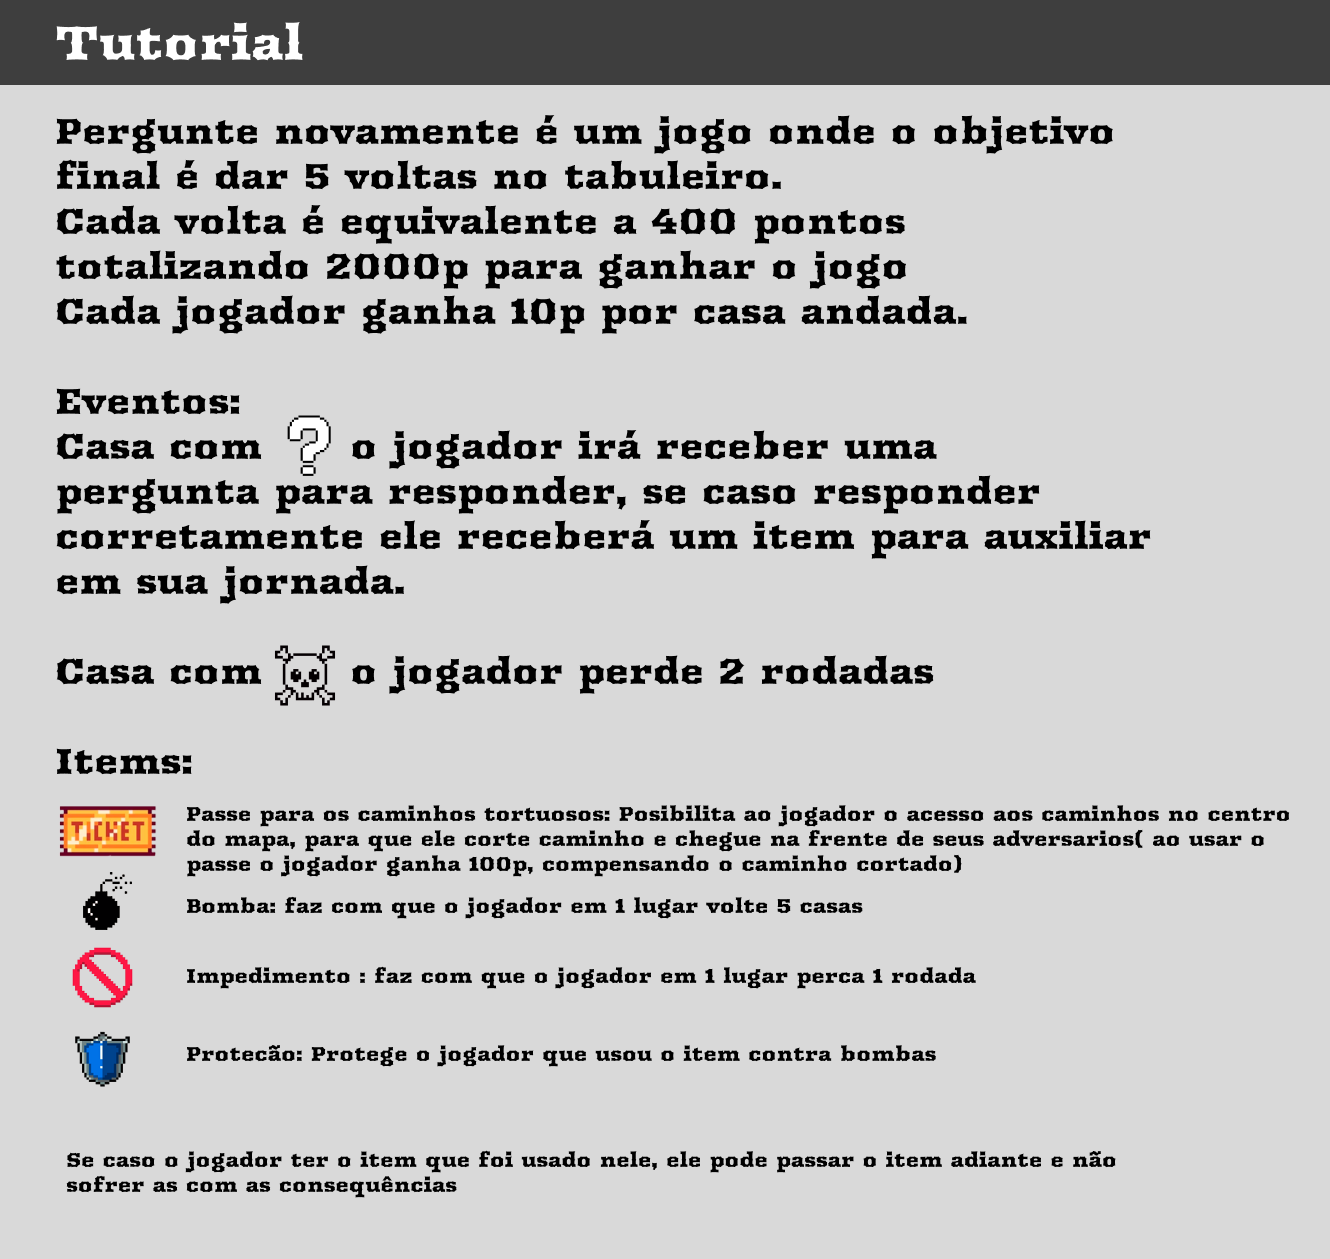 Tutorial
Pergunte novamente é um jogo onde o objetivo
final é dar 5 voltas no tabuleiro.
Cada volta é equivalente a 400 pontos
totalizando 2000p para ganhar o jogo
Cada jogador ganha 10p por casa andada.
Eventos:
Casa com ? o jogador irá receber uma
pergunta para responder, se caso responder
corretamente ele receberá um item para auxiliar
em sua jornada.
Casa com o jogador perde 2 rodadas
Items:
TICKET
Passe para os caminhos tortuosos: Posibilita ao jogador o acesso aos caminhos no centro
do mapa, para que ele corte caminho e chegue na frente de seus adversarios( ao usar o
passe o jogador ganha 100p, compensando o caminho cortado)
Bomba: faz com que o jogador em 1 lugar volte 5 casas
Impedimento : faz com que o jogador em 1 lugar perca 1 rodada
Protecão: Protege o jogador que usou o item contra bombas
Se caso o jogador ter o item que foi usado nele, ele pode passar o item adiante e não
sofrer as com as consequências